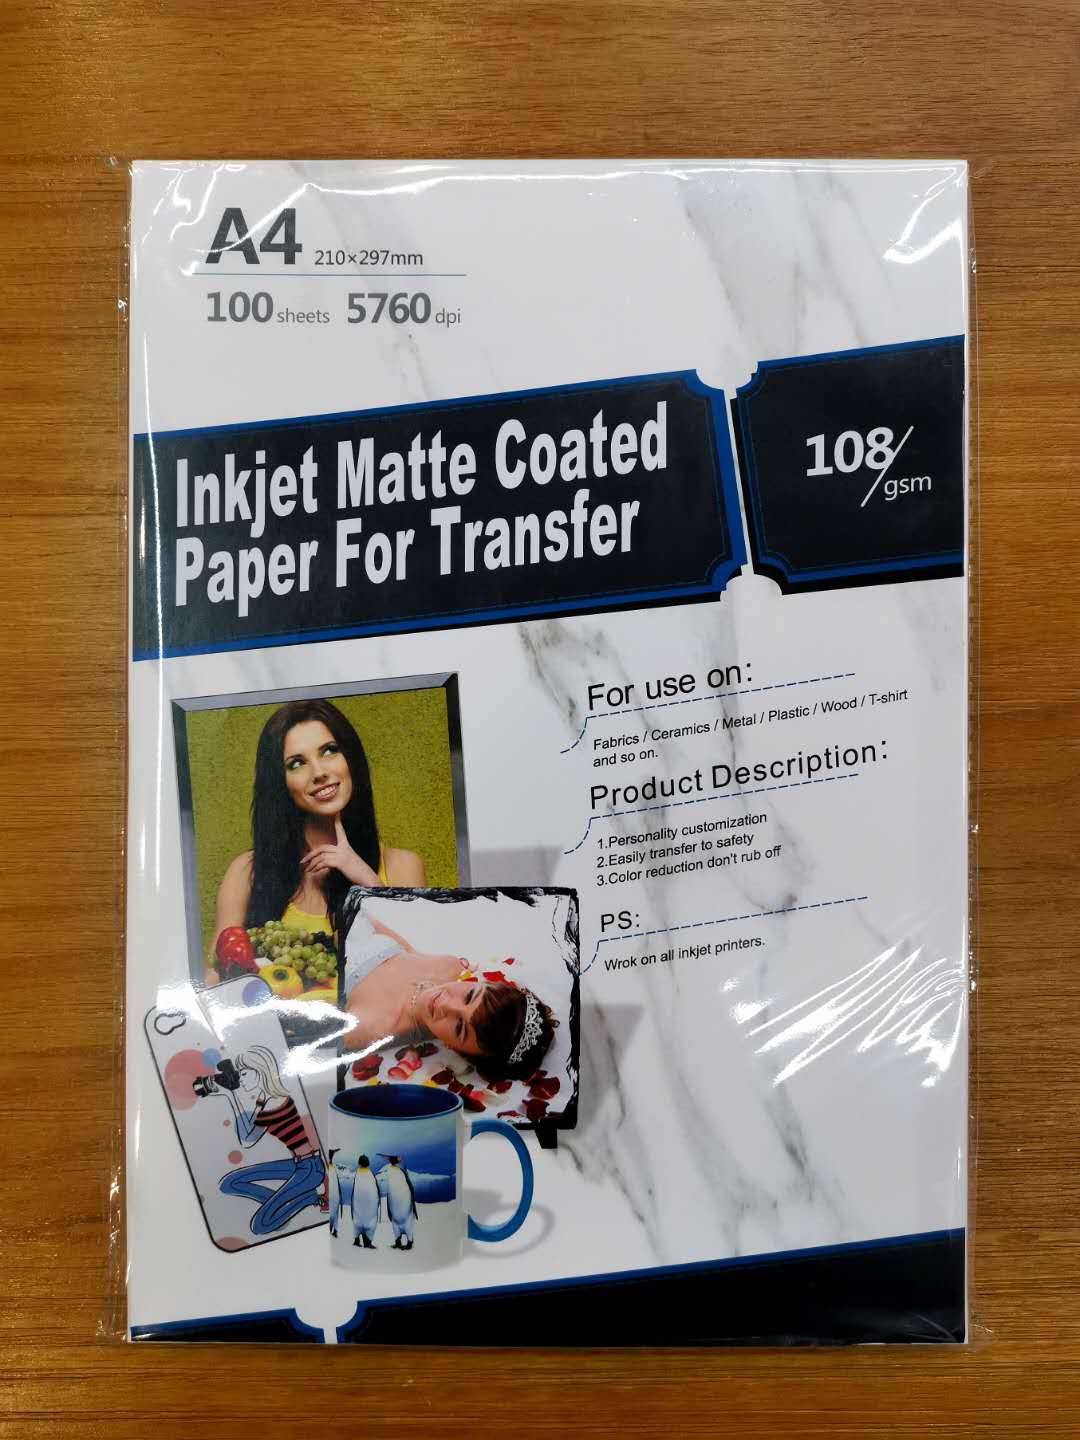 A4 210×297mm
100 sheets 5760 dpi
Inkjet Matte Coated
Paper For Transfer
108/
gsm
For use on:
Fabrics / Ceramics / Metal / Plastic / Wood / T-shirt
and so on.
Product Description:
1.Personality customization
2.Easily transfer to safety
3.Color reduction don't rub off
PS:
Wrok on all inkjet printers.